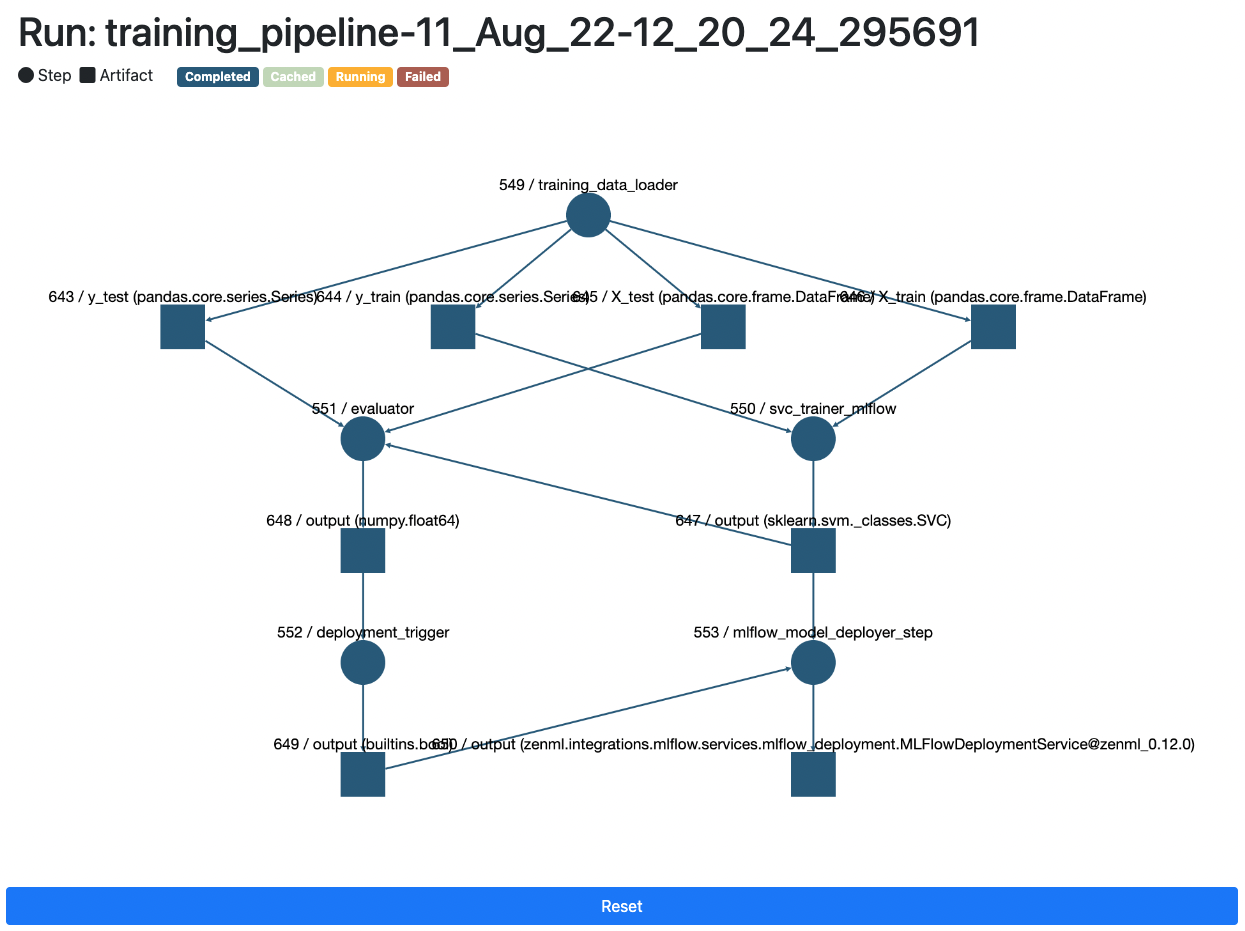 Run: training_pipeline-11_Aug_22-12_20_24_295691
Step Artifact Completed Cached Running Failed
549 / training_data_loader
643 / y_test (pandas.core.series.Series)
644 / y_train (pandas.core.series.Series)
645 / X_test (pandas.core.frame.DataFrame)
646 / X_train (pandas.core.frame.DataFrame)
551 / evaluator
550 / svc_trainer_mlflow
648 / output (numpy.float64)
647 / output (sklearn.svm._classes.SVC)
552 / deployment_trigger
553 / mlflow_model_deployer_step
649 / output (builtins.bool)
650 / output (zenml.integrations.mlflow.services.mlflow_deployment.MLFlowDeploymentService@zenml_0.12.0)
Reset